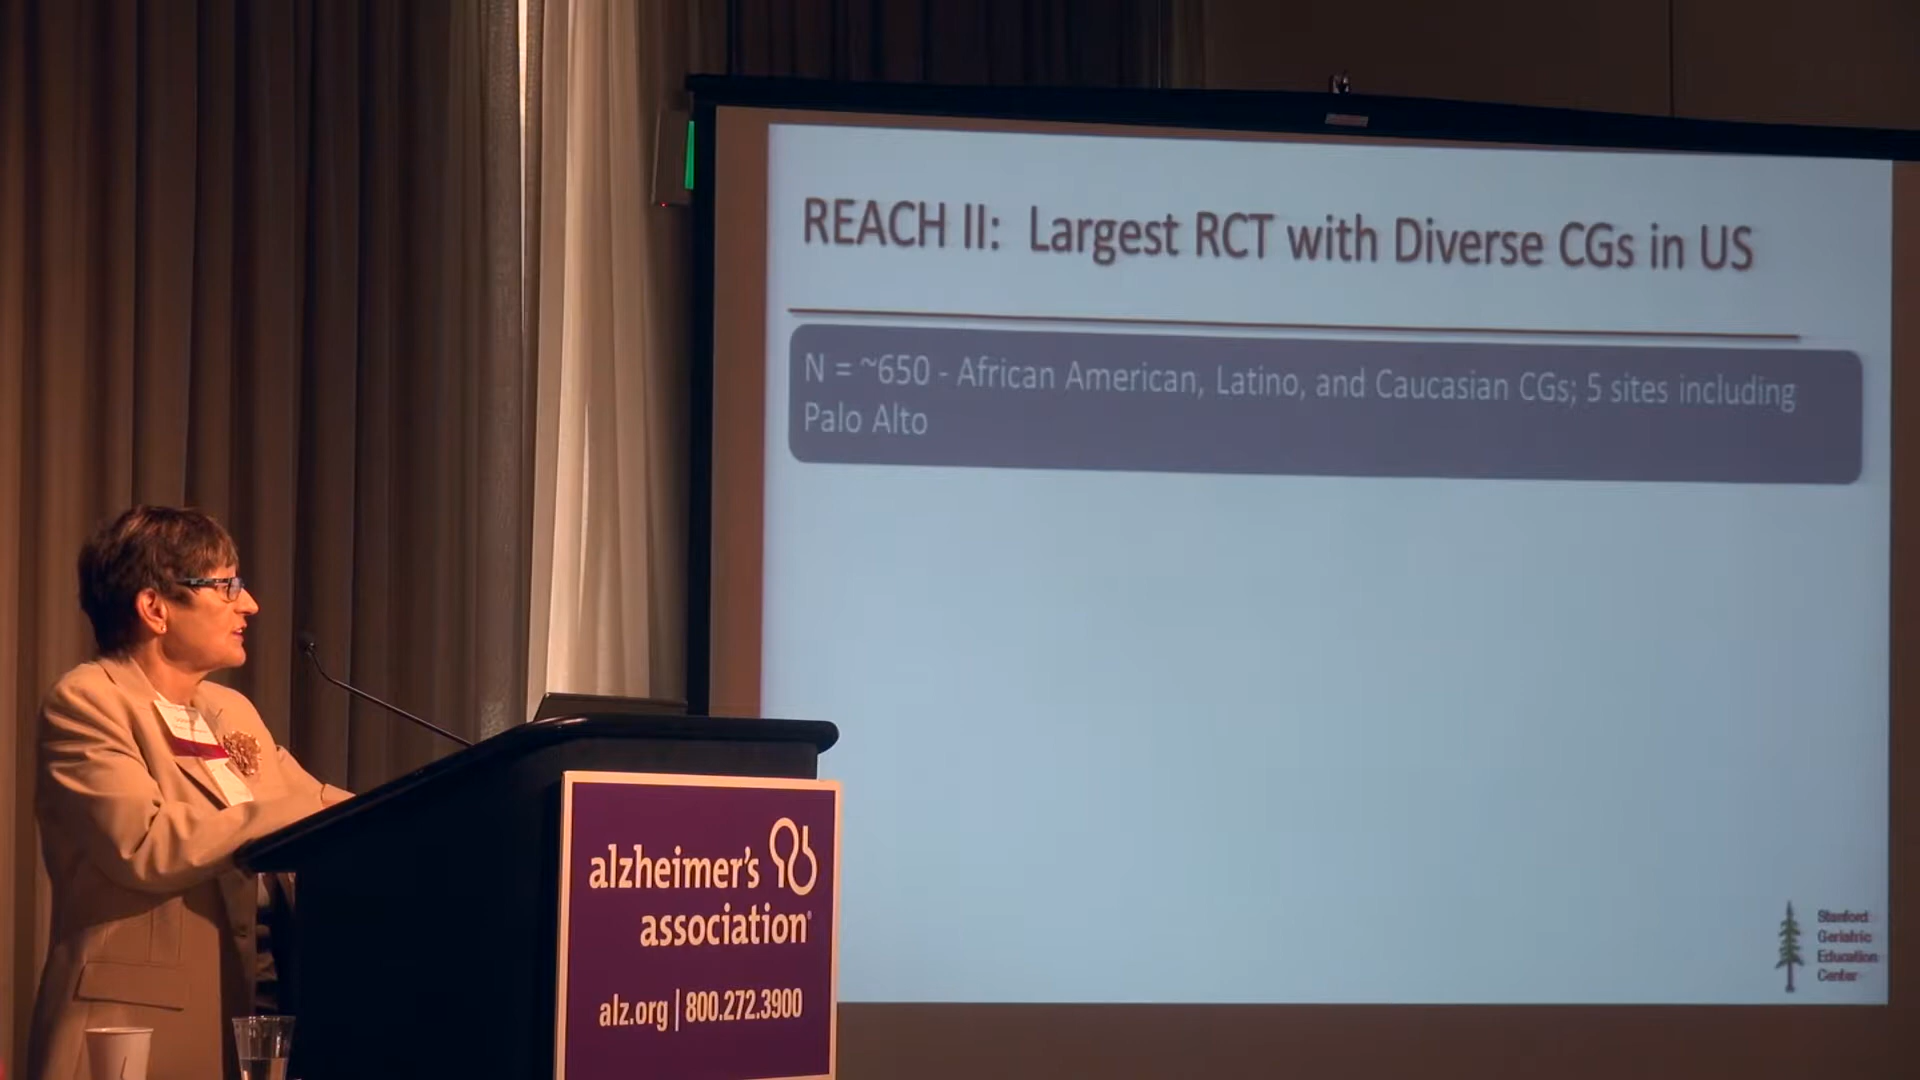 REACH II: Largest RCT with Diverse CGs in US
N = ~650 - African American, Latino, and Caucasian CGs; 5 sites including
Palo Alto
Stanford
Geriatric
Education
Center
alzheimer's
association®
alz.org | 800.272.3900